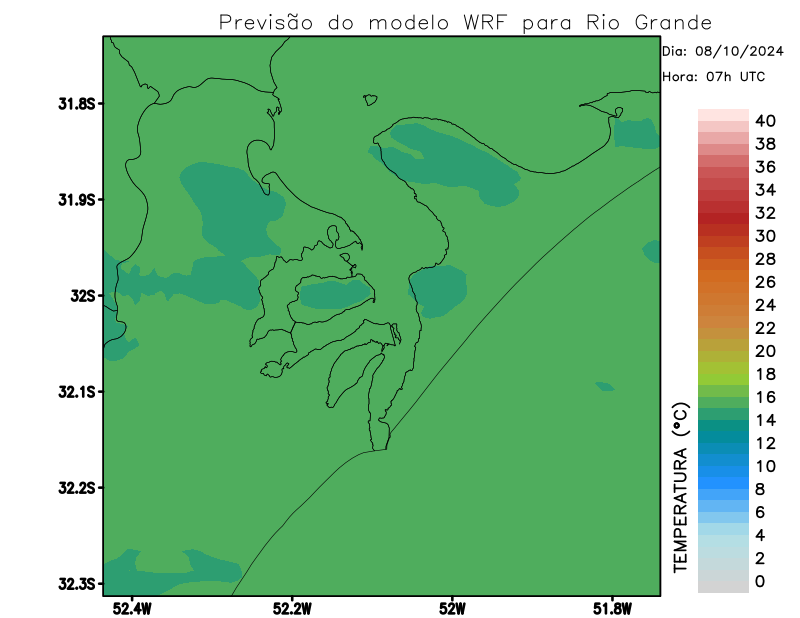 Previsão do modelo WRF para Rio Grande
Dia: 08/10/2024
Hora: 07h UTC
31.8S
31.9S
32S
32.1S
32.2S
32.3S
52.4W
52.2W
52W
51.8W
TEMPERATURA (°C)
40
38
36
34
32
30
28
26
24
22
20
18
16
14
12
10
8
6
4
2
0